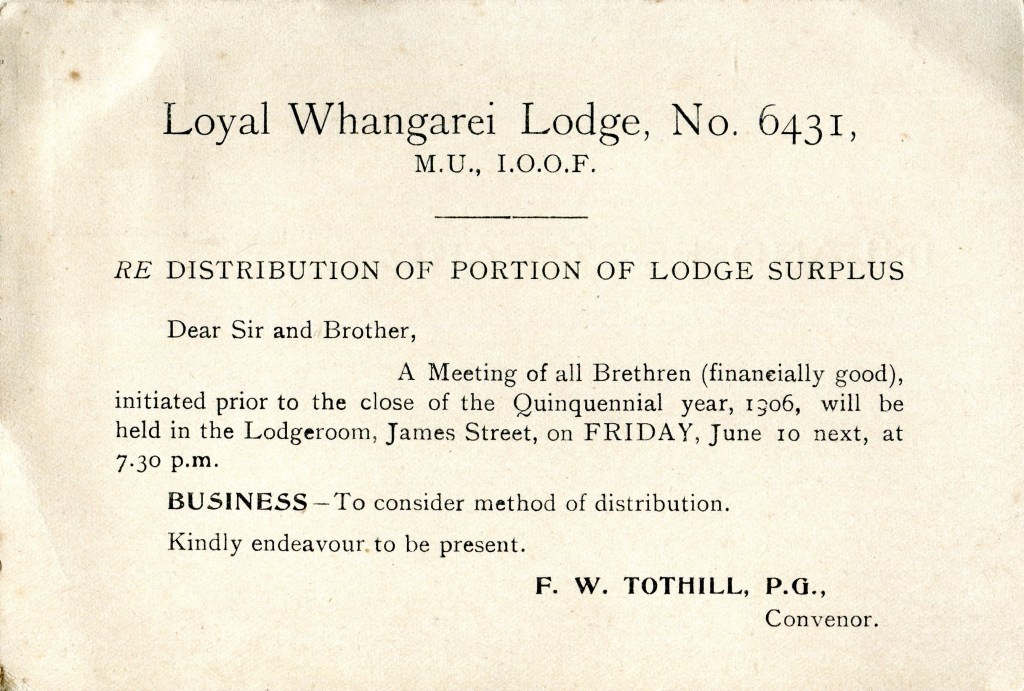 Loyal Whangarei Lodge, No. 6431,
M.U., I.O.O.F.
RE DISTRIBUTION OF PORTION OF LODGE SURPLUS
Dear Sir and Brother,
A Meeting of all Brethren (financially good),
initiated prior to the close of the Quinquennial year, 1906, will be
held in the Lodgeroom, James Street, on FRIDAY, June 10 next, at
7.30 p.m.
BUSINESS—To consider method of distribution.
Kindly endeavour to be present.
F. W. TOTHILL, P.G.,
Convenor.